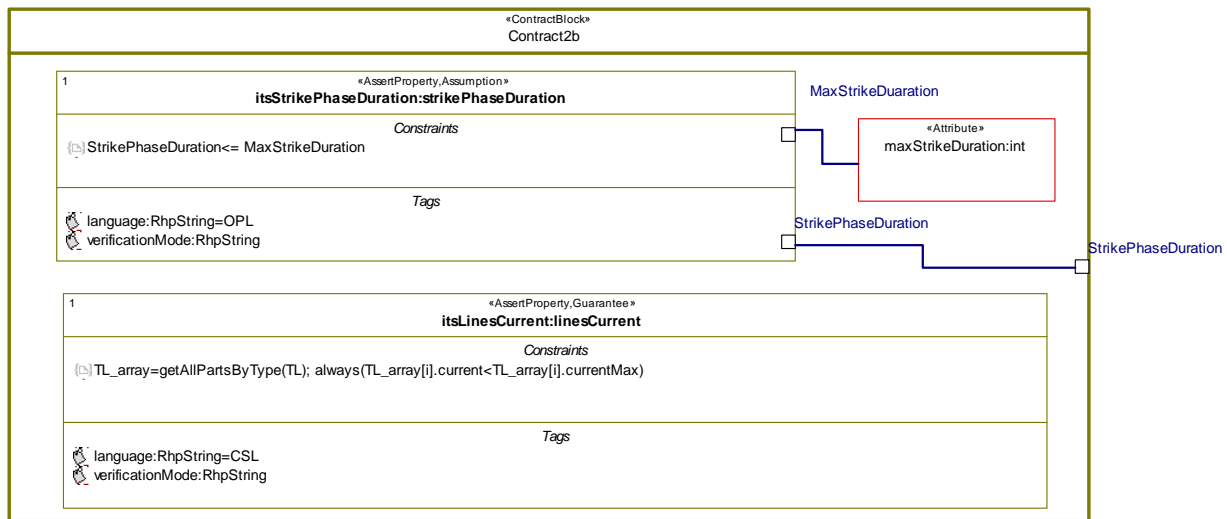 «ContractBlock»
Contract2b
1
«AssertProperty,Assumption»
itsStrikePhaseDuration:strikePhaseDuration
Constraints
StrikePhaseDuration<= MaxStrikeDuration
Tags
language:RhpString=OPL
verificationMode:RhpString
MaxStrikeDuaration
«Attribute»
maxStrikeDuration:int
StrikePhaseDuration
StrikePhaseDuration
1
«AssertProperty,Guarantee»
itsLinesCurrent:linesCurrent
Constraints
TL_array=getAllPartsByType(TL); always(TL_array[i].current<TL_array[i].currentMax)
Tags
language:RhpString=CSL
verificationMode:RhpString